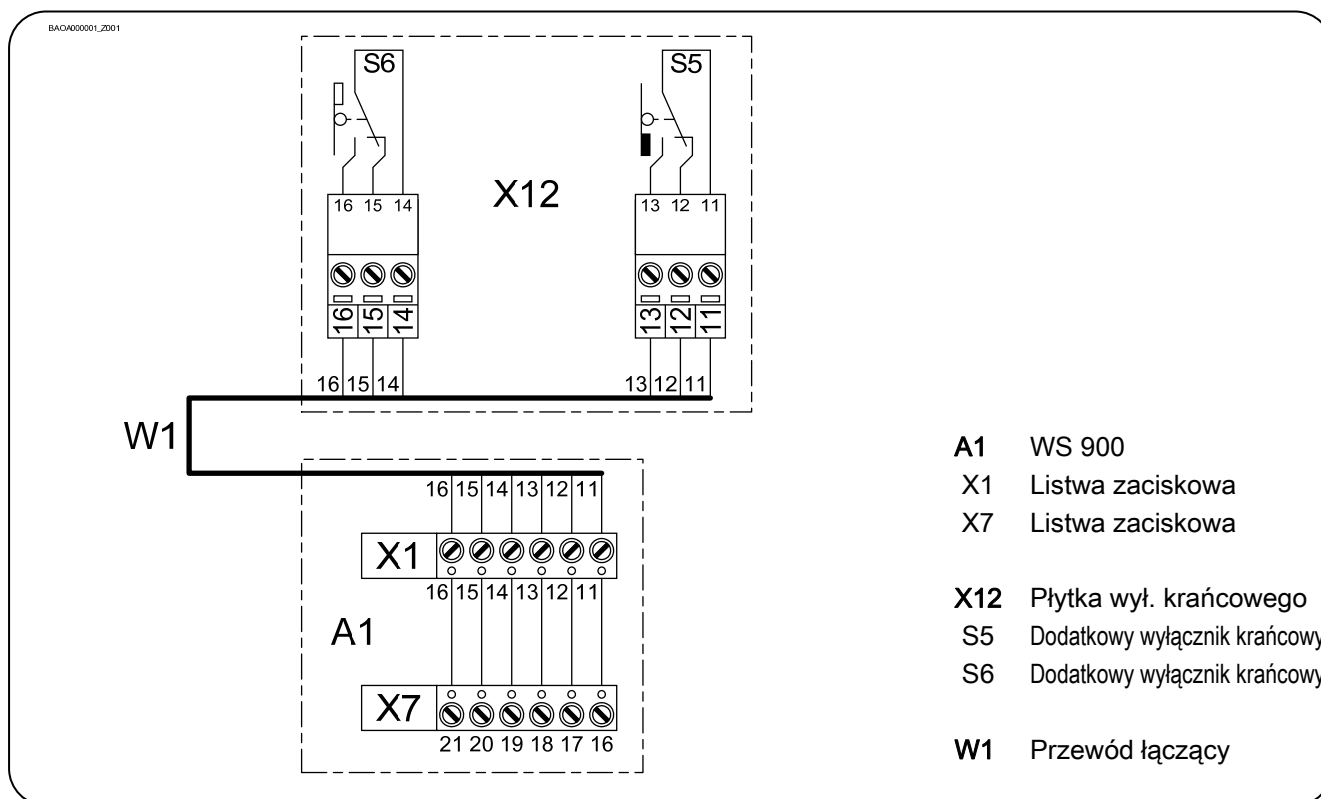 BAOA000001_Z001
S6 S5
X12
16 15 14 13 12 11
16 15 14 13 12 11
16 15 14 13 12 11
W1
16 15 14 13 12 11
X1
16 15 14 13 12 11
A1
X7
21 20 19 18 17 16
A1 WS 900
X1 Listwa zaciskowa
X7 Listwa zaciskowa
X12 Płytka wył. krańcowego
S5 Dodatkowy wyłącznik krańcowy
S6 Dodatkowy wyłącznik krańcowy
W1 Przewód łączący